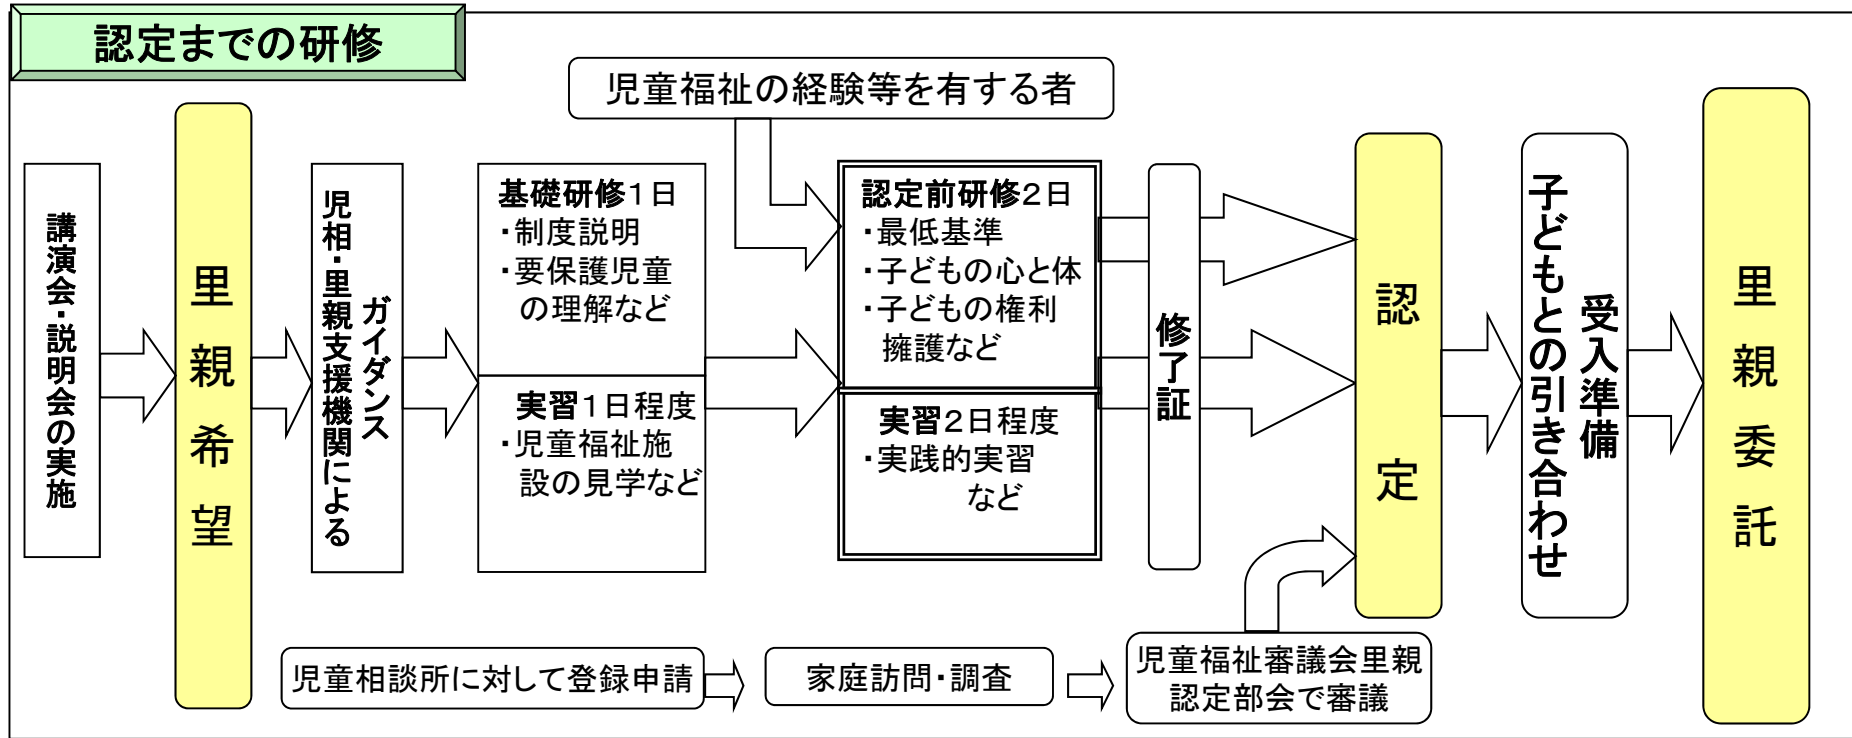 認定までの研修
児童福祉の経験等を有する者
講演会・説明会の実施
里親希望
児相・里親支援機関による
ガイダンス
基礎研修1日
・制度説明
・要保護児童
の理解など
実習1日程度
・児童福祉施
設の見学など
認定前研修2日
・最低基準
・子どもの心と体
・子どもの権利
擁護など
実習2日程度
・実践的実習
など
修了証
認定
子どもとの引き合わせ
受入準備
里親委託
児童相談所に対して登録申請
家庭訪問・調査
児童福祉審議会里親
認定部会で審議